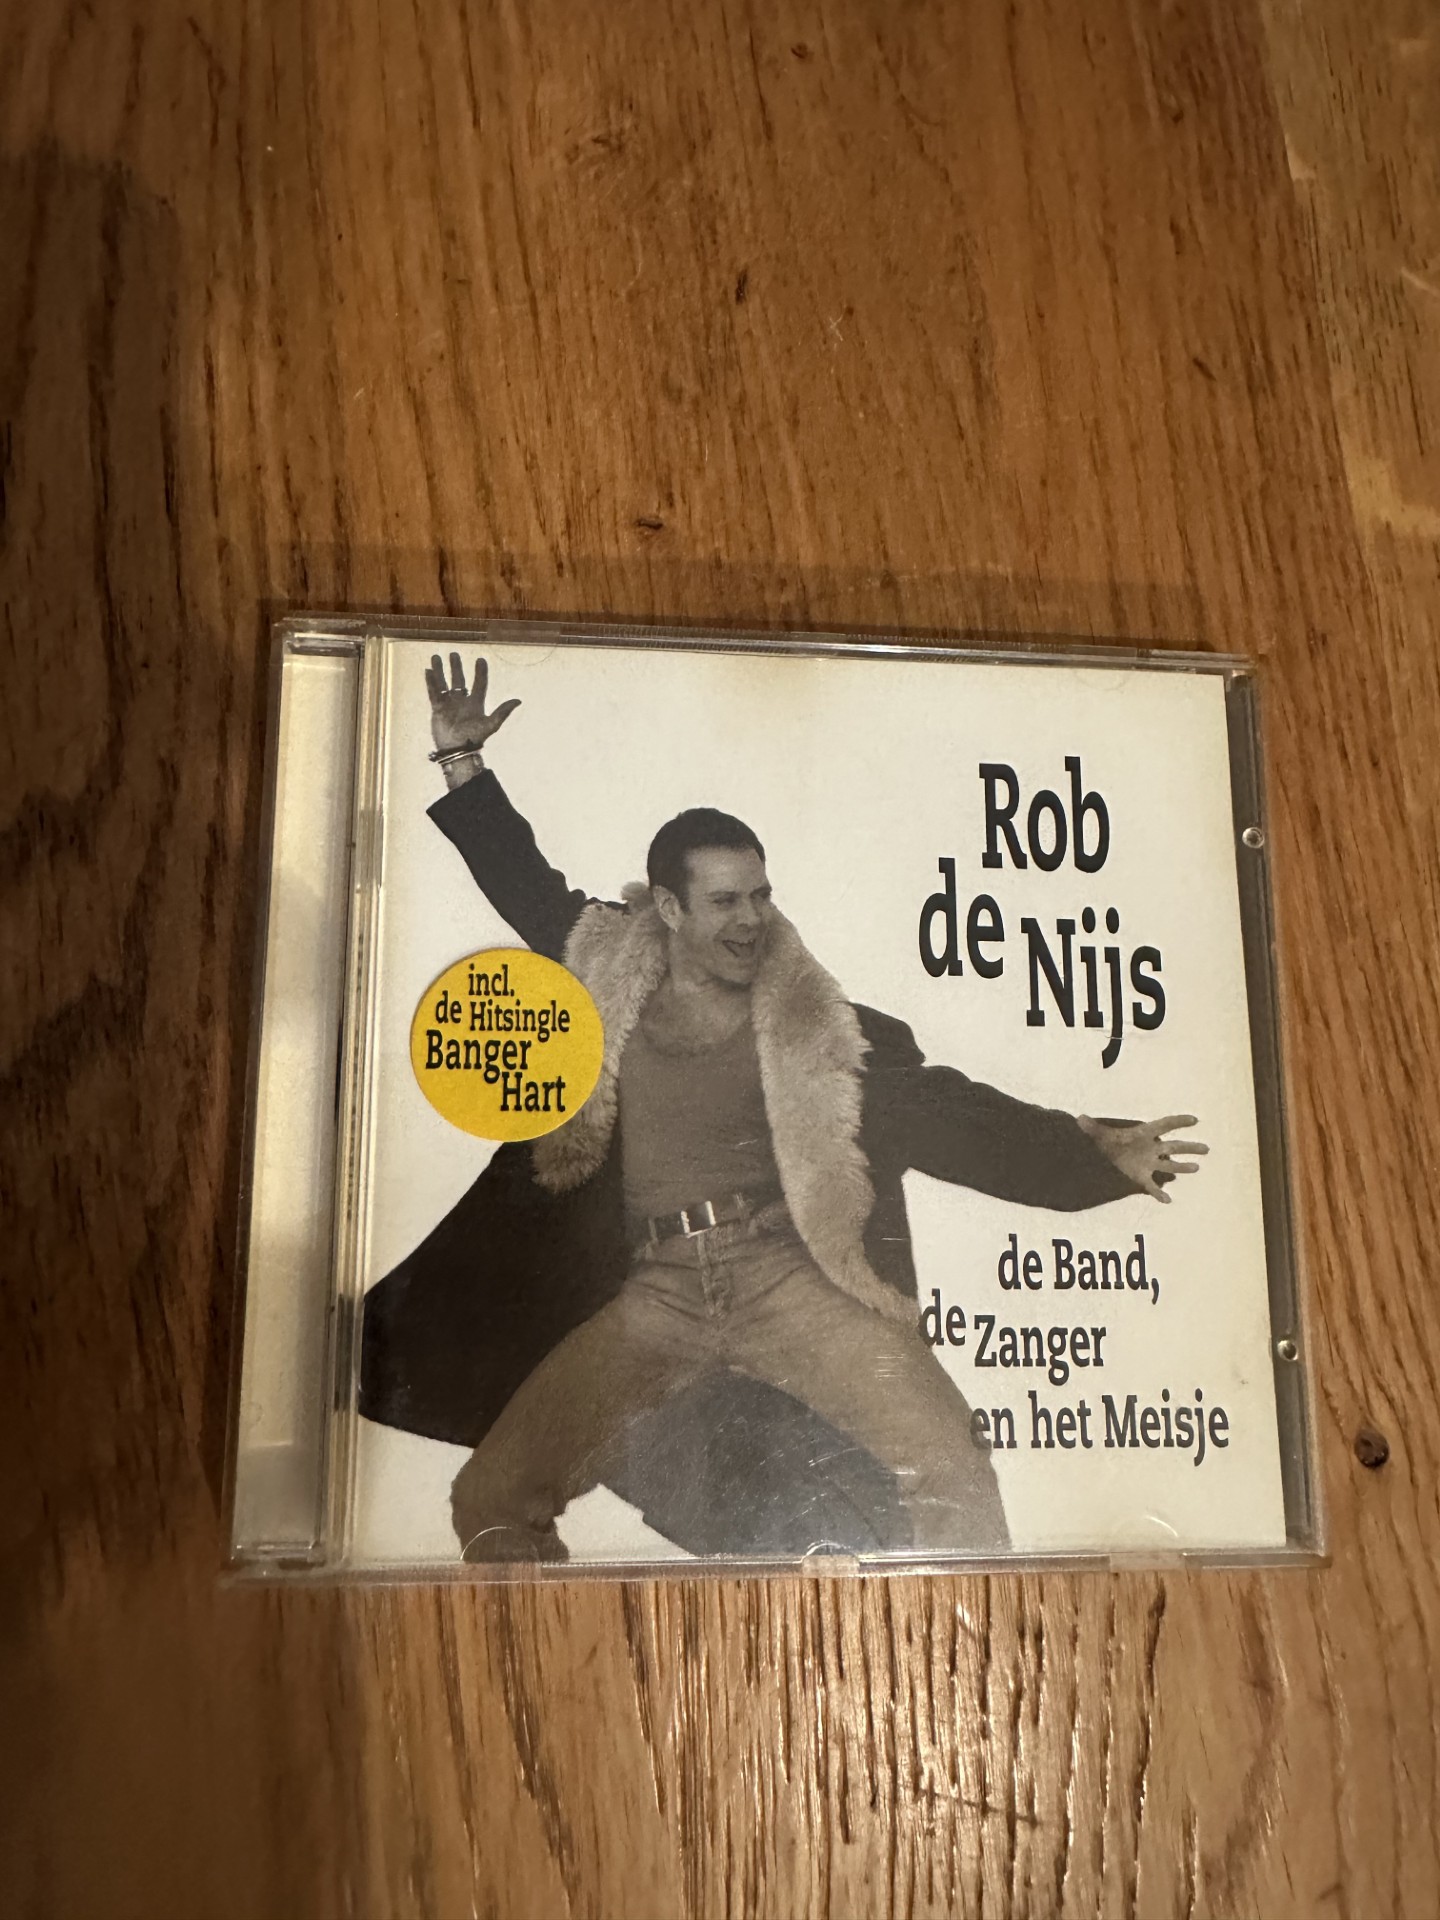 Rob
de Nijs
incl.
de Hitsingle
Banger
Hart
de Band,
de Zanger
en het Meisje